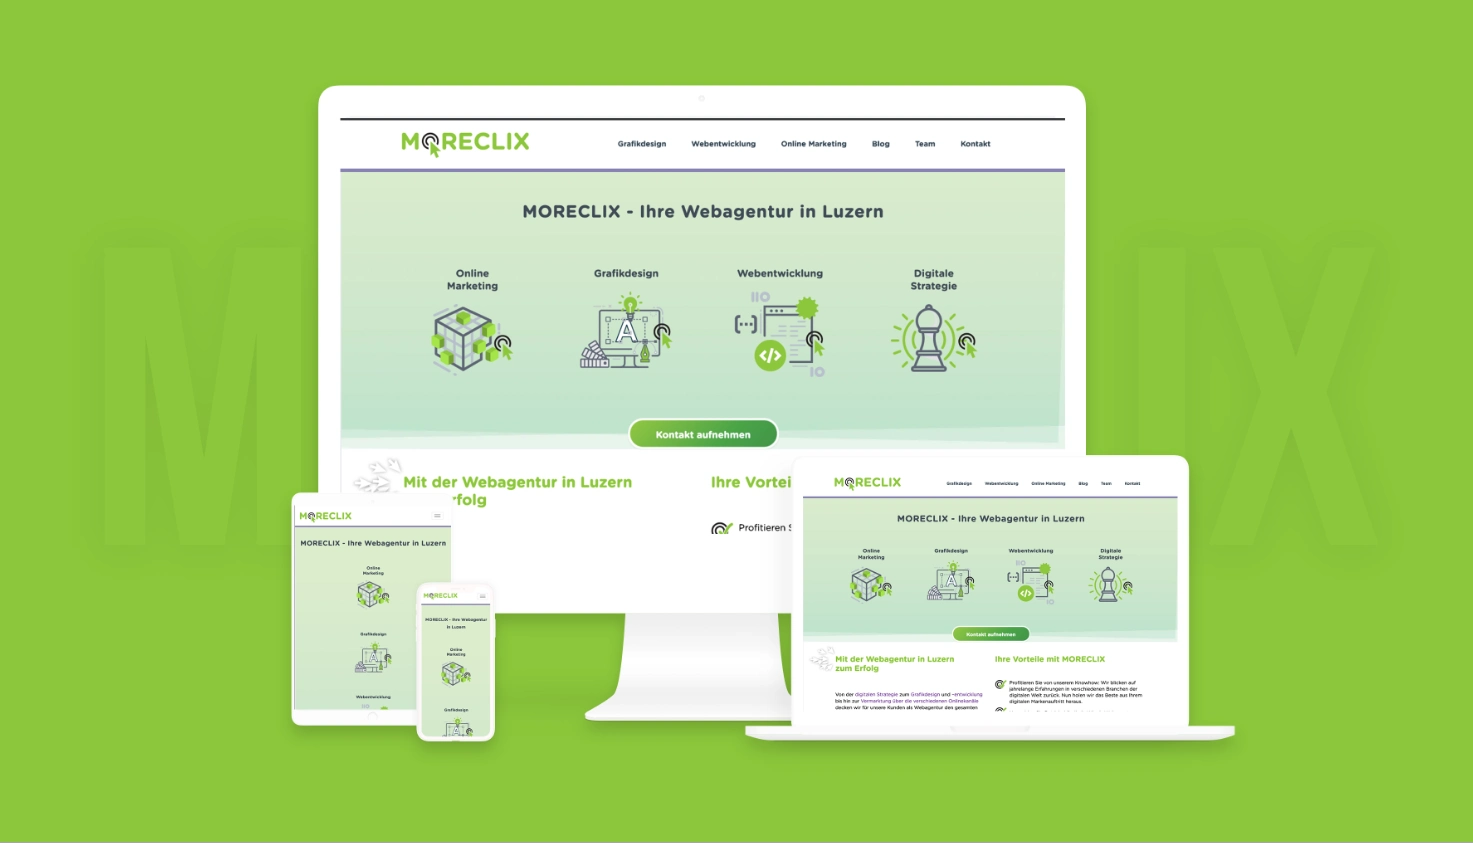 MORECLIX
Grafikdesign Webentwicklung Online Marketing Blog Team Kontakt
MORECLIX - Ihre Webagentur in Luzern
Online
Marketing
Grafikdesign
Webentwicklung
Digitale
Strategie
A
110
[...]
</>
10
Kontakt aufnehmen
Mit der Webagentur in Luzern
rfolg
Ihre Vortei
Profitieren S
M
IX
MORECLIX
MORECLIX - Ihre Webagentur in Luzern
Online
Marketing
Grafikdesign
A
Webentwicklung
MORECLIX
MORECLIX - Ihre Webagentur
in Luzern
Online
Marketing
Grafikdesign
A
MORECLIX
Grafikdesign Webentwicklung Online Marketing Blog Team Kontakt
MORECLIX - Ihre Webagentur in Luzern
Online
Marketing
Grafikdesign
Webentwicklung
Digitale
Strategie
A
110
[...]
</>
10
Kontakt aufnehmen
Mit der Webagentur in Luzern
zum Erfolg
Von der digitalen Strategie zum Grafikdesign und -entwicklung
bis hin zur Vermarktung über die verschiedenen Onlinekanäle
decken wir für unsere Kunden als Webagentur den gesamten
Ihre Vorteile mit MORECLIX
Profitieren Sie von unserem Knowhow: Wir blicken auf
jahrelange Erfahrungen in verschiedenen Branchen der
digitalen Welt zurück. Nun holen wir das Beste aus Ihrem
digitalen Markenauftritt heraus.